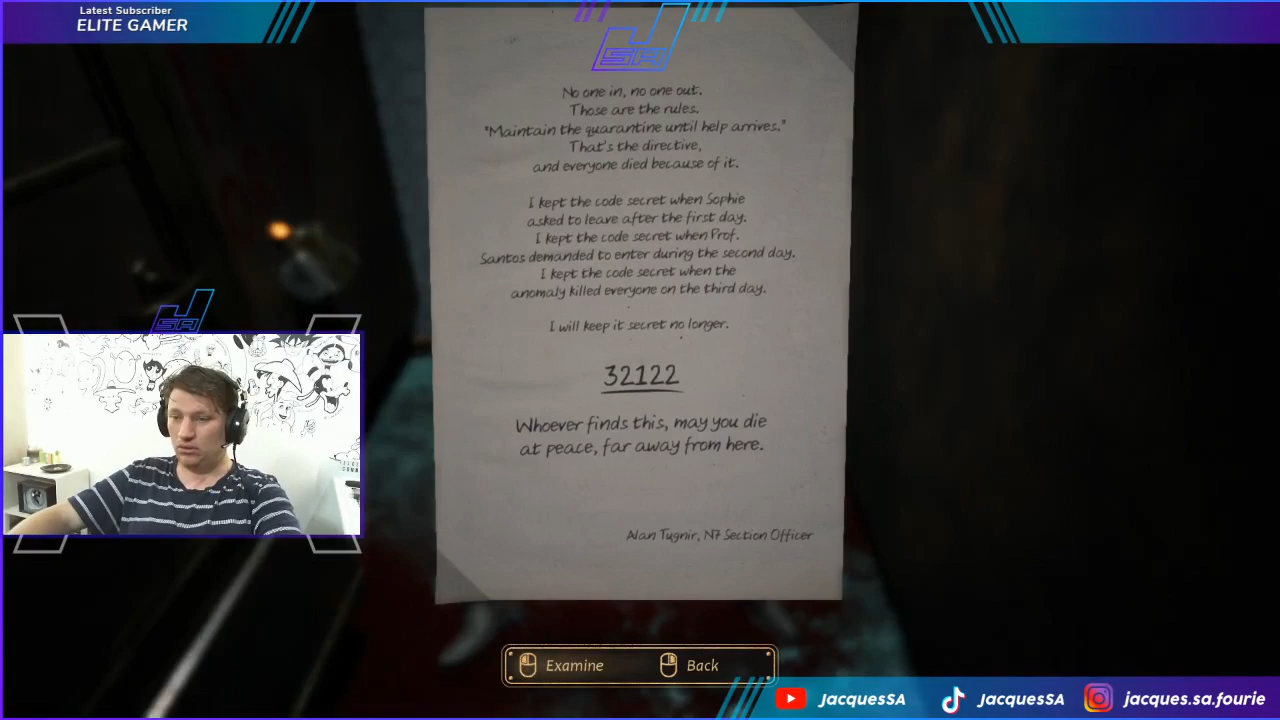 Latest Subscriber
ELITE GAMER
No one in, no one out.
Those are the rules.
"Maintain the quarantine until help arrives."
That's the directive,
and everyone died because of it.
I kept the code secret when Sophie
asked to leave after the first day.
I kept the code secret when Prof.
Santos demanded to enter during the second day.
I kept the code secret when the
anomaly killed everyone on the third day.
I will keep it secret no longer.
32122
Whoever finds this, may you die
at peace, far away from here.
Alan Tugnir, N7 Section Officer
Examine
Back
JacquesSA
JacquesSA
jacques.sa.fourie